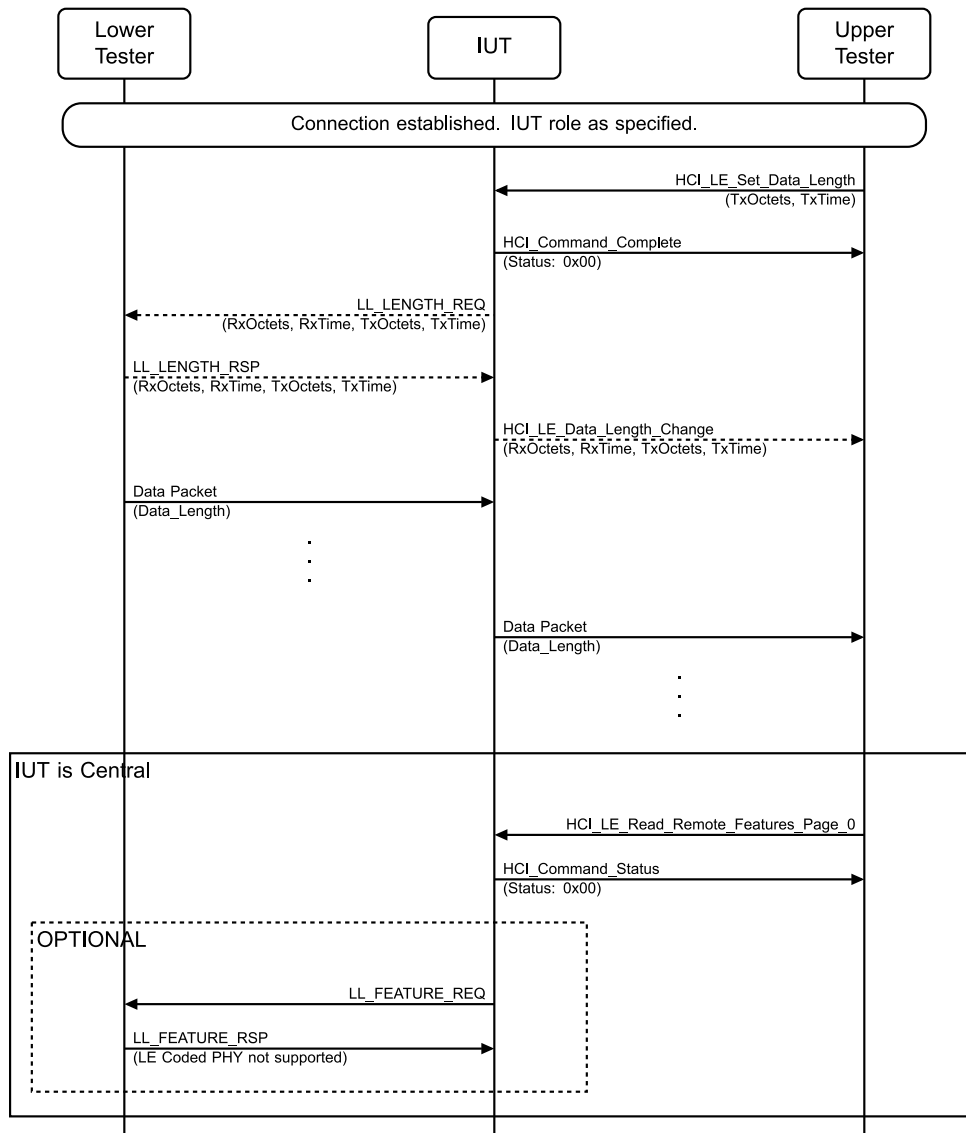 Lower
Tester
IUT
Upper
Tester
Connection established. IUT role as specified.
HCI_LE_Set_Data_Length
(TxOctets, TxTime)
HCI_Command_Complete
(Status: 0x00)
LL_LENGTH_REQ
(RxOctets, RxTime, TxOctets, TxTime)
LL_LENGTH_RSP
(RxOctets, RxTime, TxOctets, TxTime)
HCI_LE_Data_Length_Change
(RxOctets, RxTime, TxOctets, TxTime)
Data Packet
(Data_Length)
Data Packet
(Data_Length)
IUT is Central
HCI_LE_Read_Remote_Features_Page_0
HCI_Command_Status
(Status: 0x00)
OPTIONAL
LL_FEATURE_REQ
LL_FEATURE_RSP
(LE Coded PHY not supported)